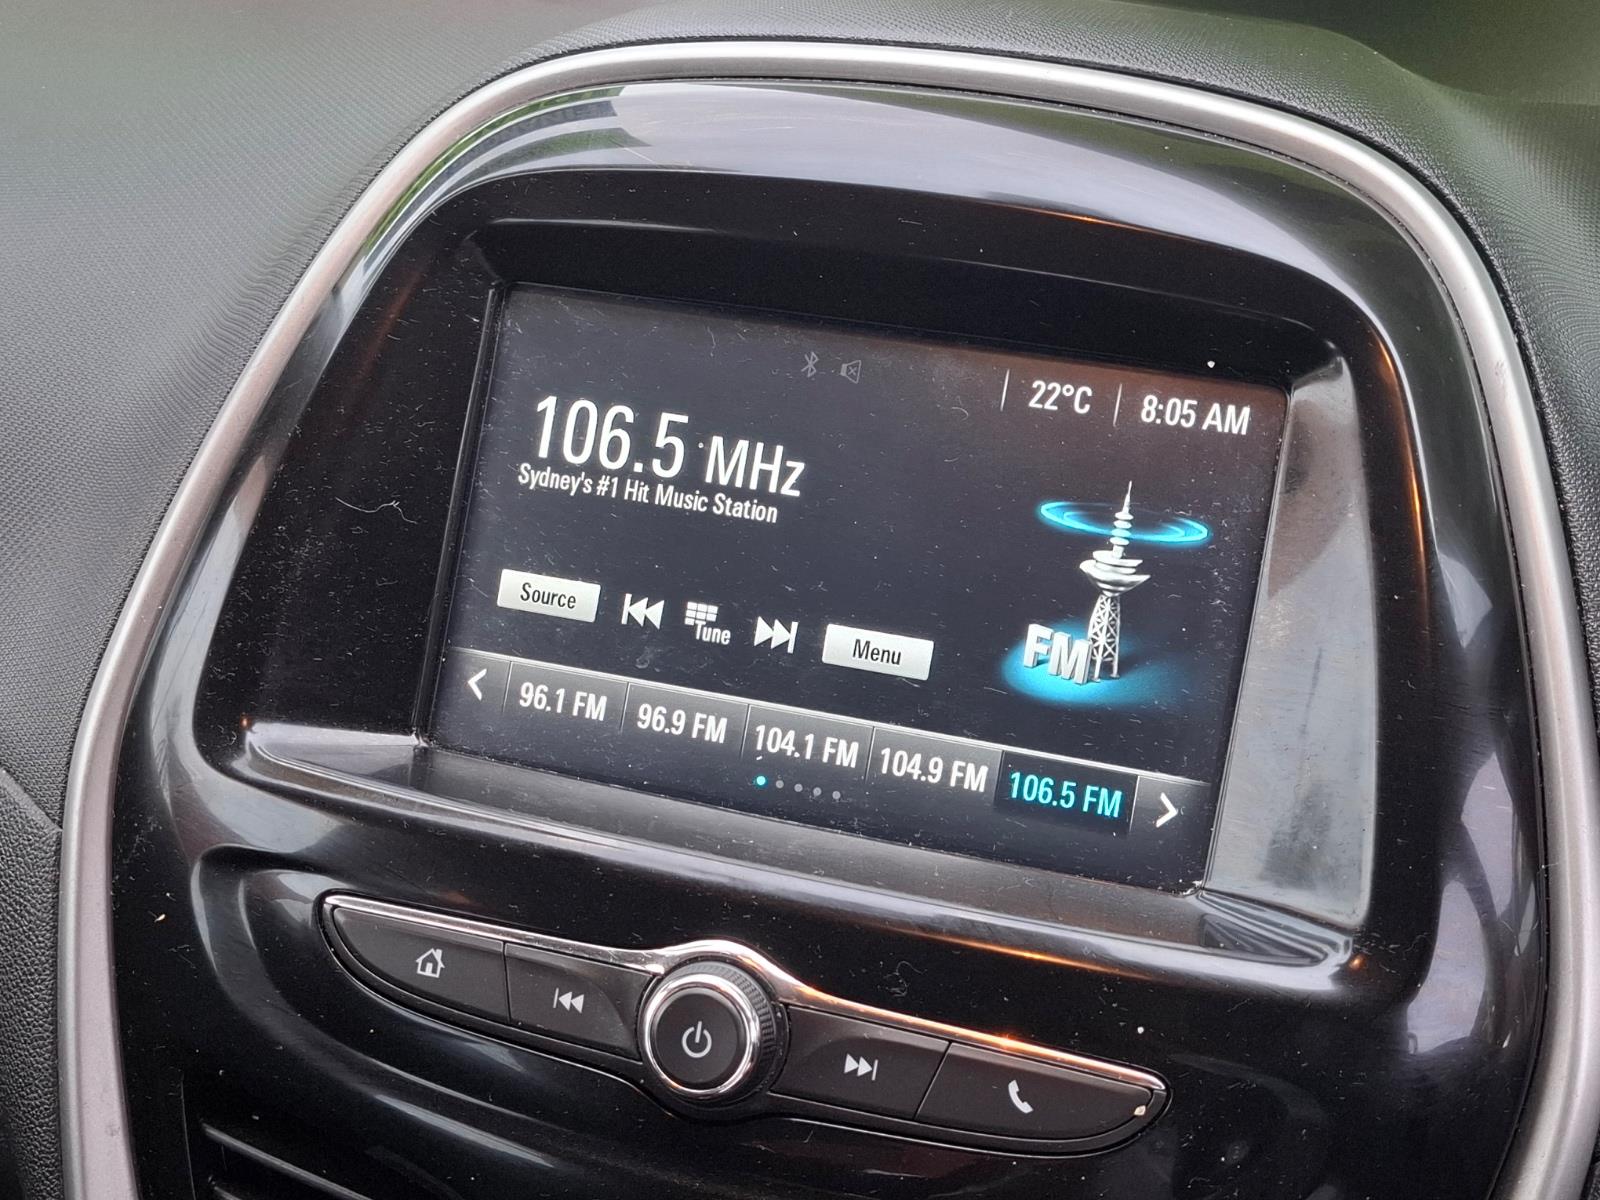 22°C
8:05 AM
106.5 MHz
Sydney's #1 Hit Music Station
Source
Tune
Menu
FM
96.1 FM
96.9 FM
104.1 FM
104.9 FM
106.5 FM